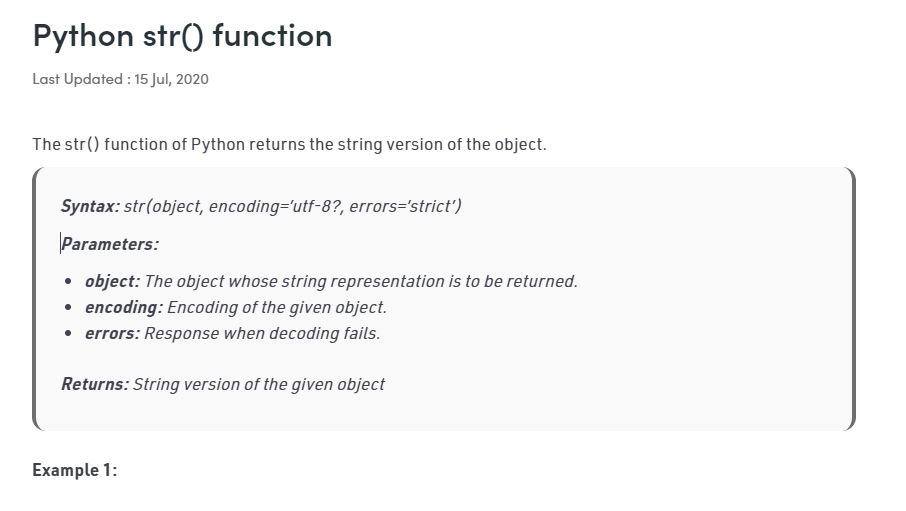 Python str() function
Last Updated : 15 Jul, 2020
The str() function of Python returns the string version of the object.
Syntax: str(object, encoding=’utf-8?, errors=’strict’)
Parameters:
• object: The object whose string representation is to be returned.
• encoding: Encoding of the given object.
• errors: Response when decoding fails.
Returns: String version of the given object
Example 1: